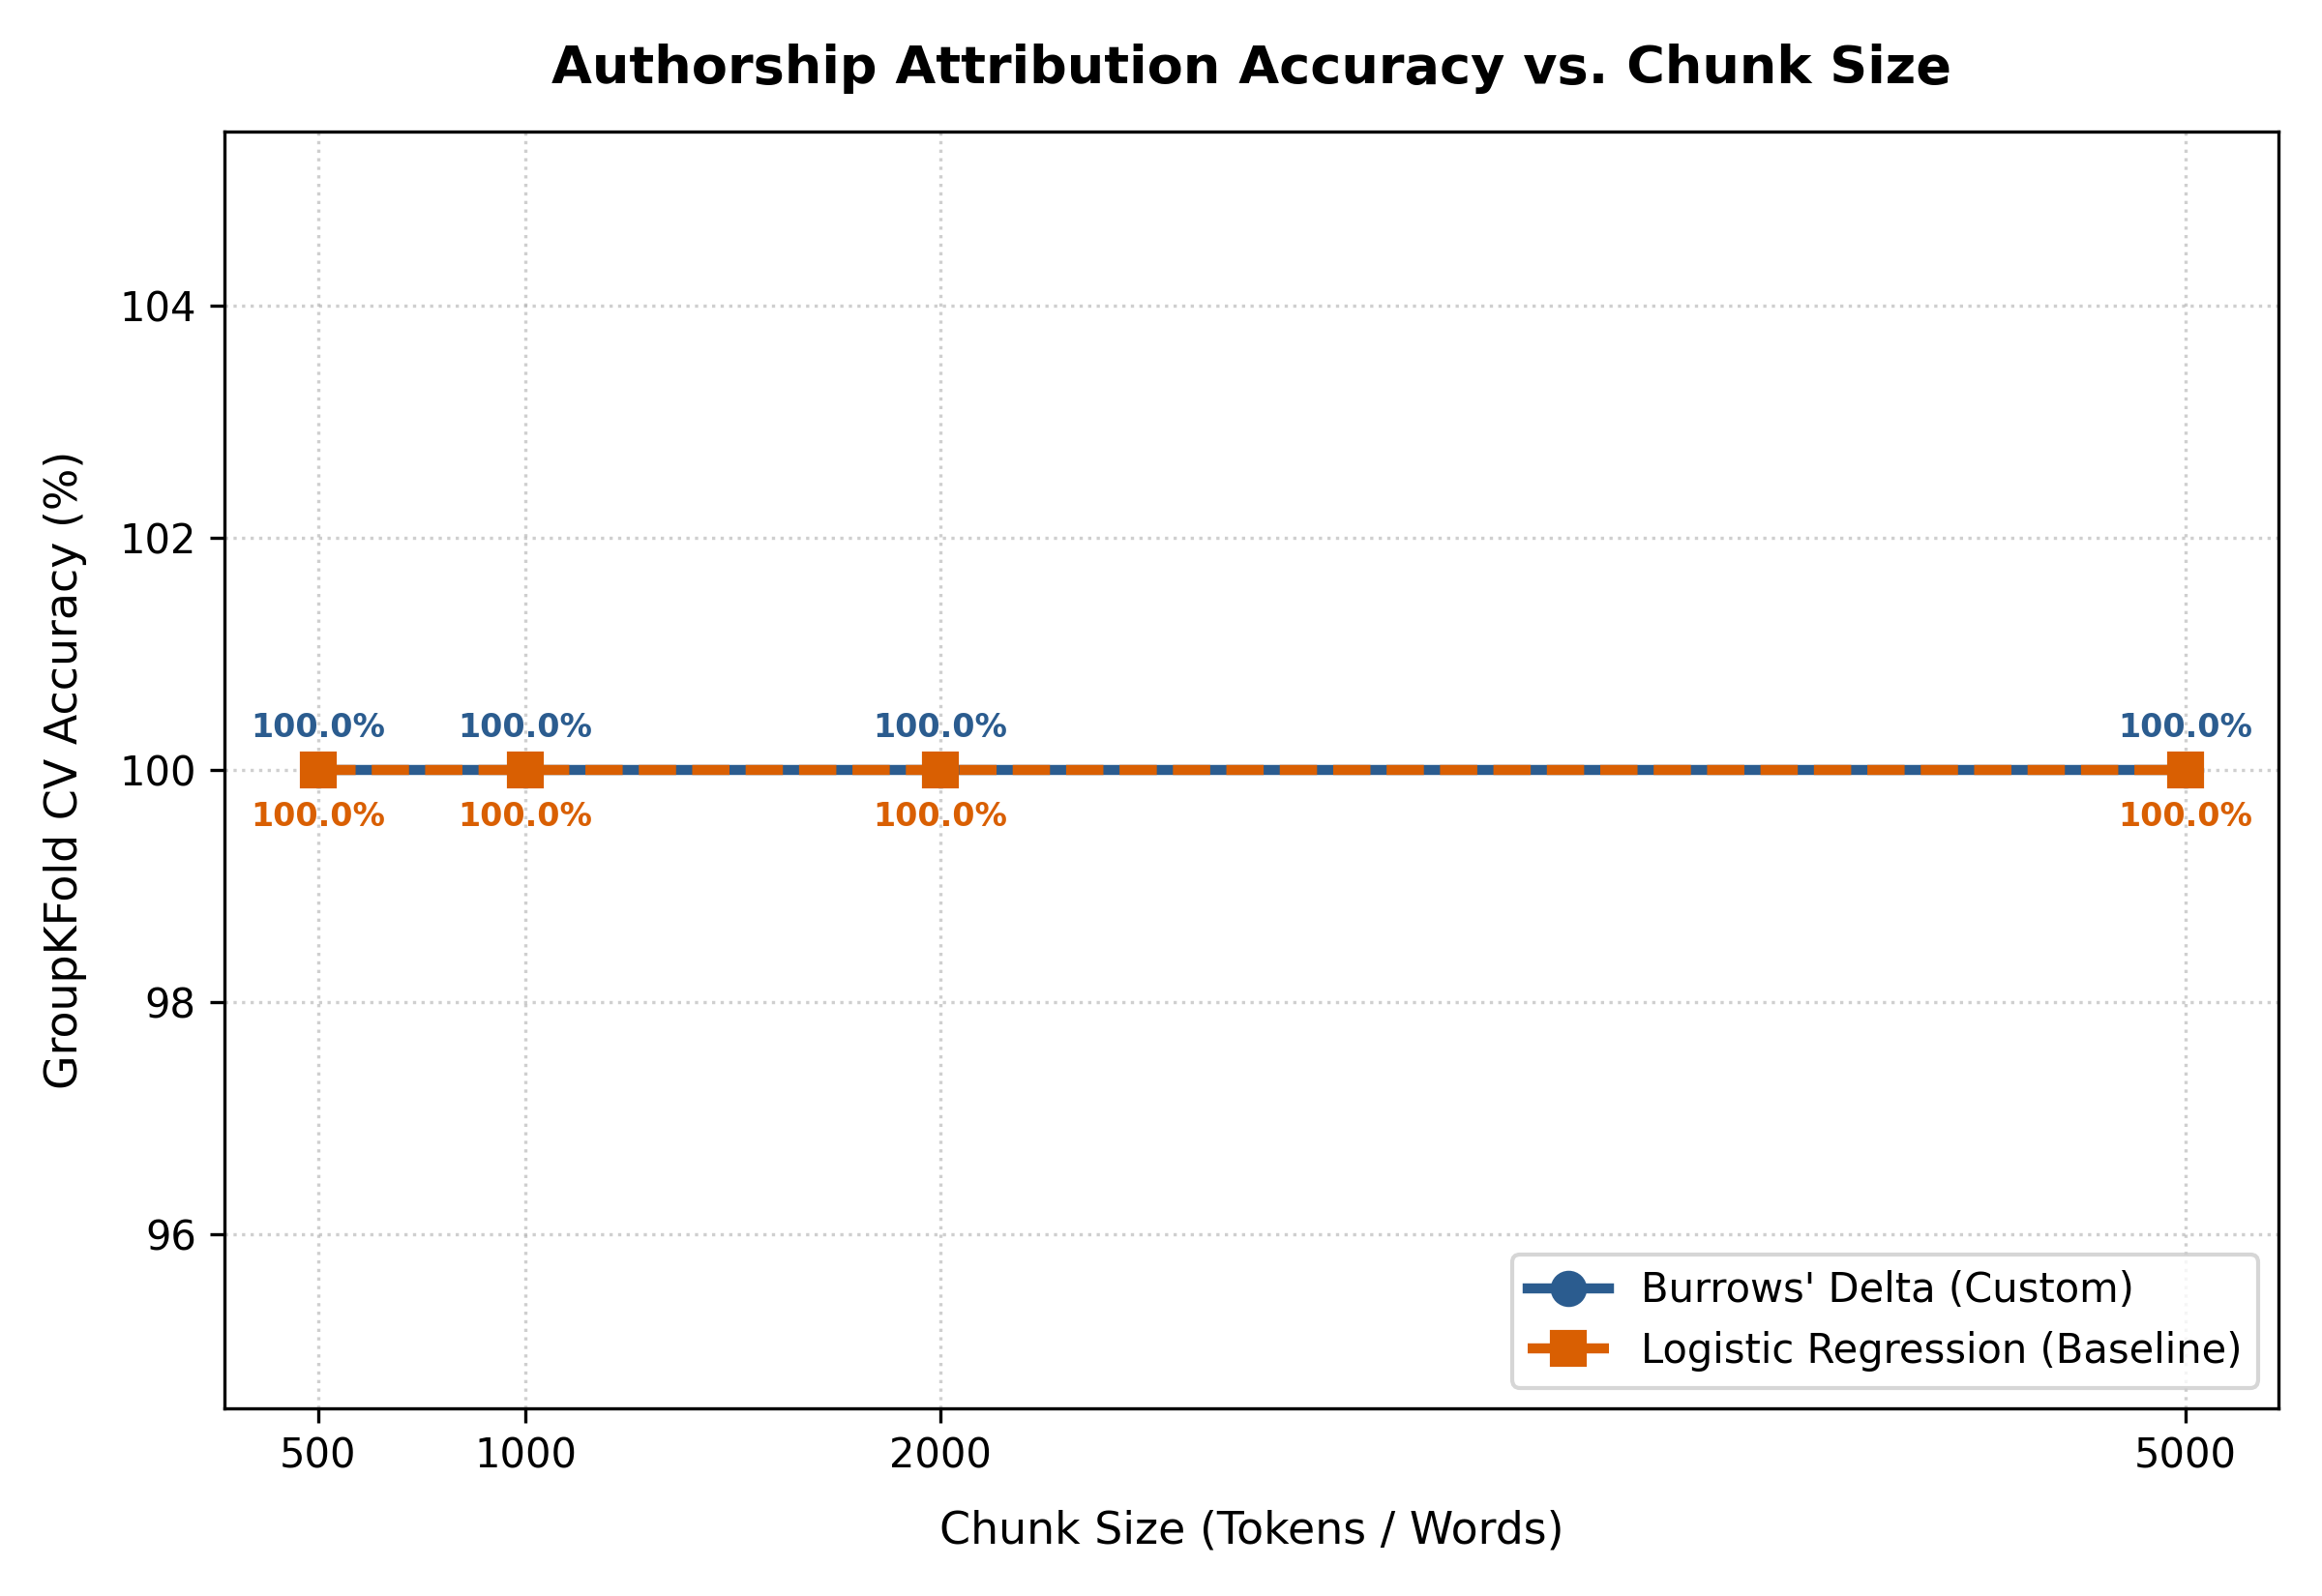 Authorship Attribution Accuracy vs. Chunk Size
GroupKFold CV Accuracy (%)
104
102
100
98
96
100.0% 100.0% 100.0% 100.0%
100.0% 100.0% 100.0% 100.0%
Burrows' Delta (Custom)
Logistic Regression (Baseline)
500 1000 2000 5000
Chunk Size (Tokens / Words)